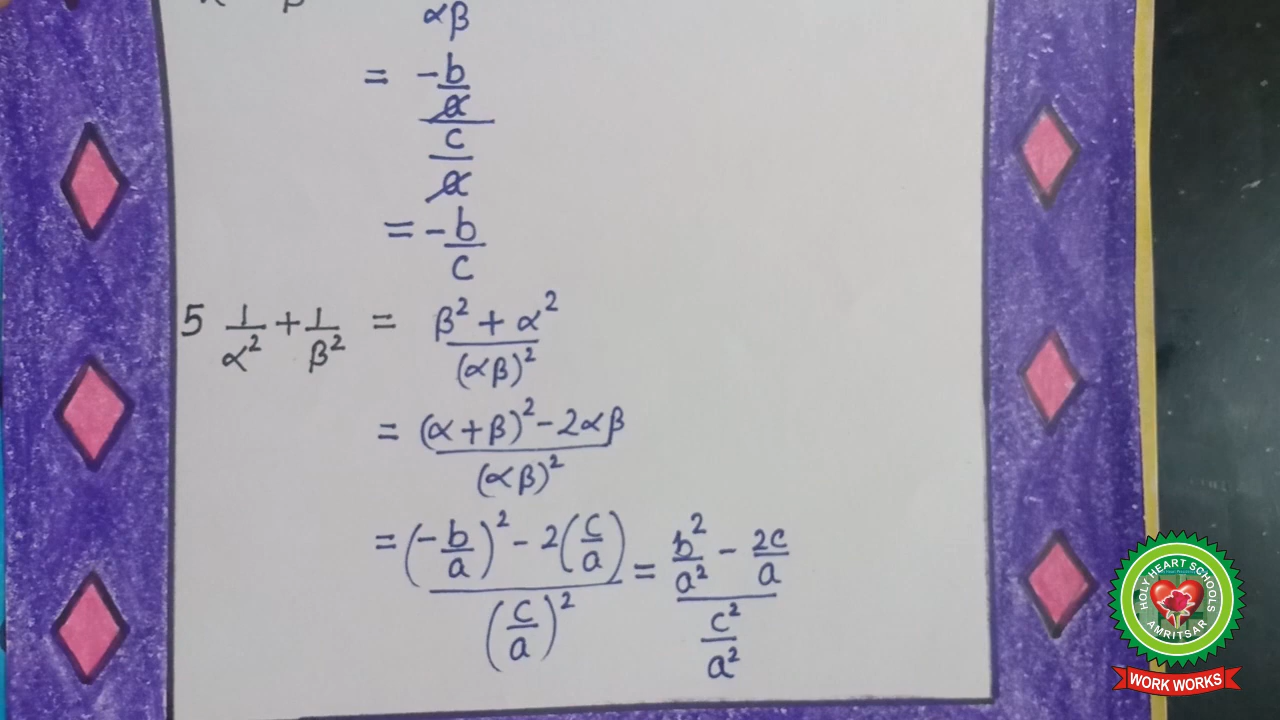 αβ
= -b/a / c/a
= -b/c
5 1/α² + 1/β² = β² + α² / (αβ)²
= (α + β)² - 2αβ / (αβ)²
= (-b/a)² - 2(c/a) / (c/a)² = b²/a² - 2c/a / c²/a²
HOLY HEART SCHOOLS
AMRITSAR
WORK WORKS